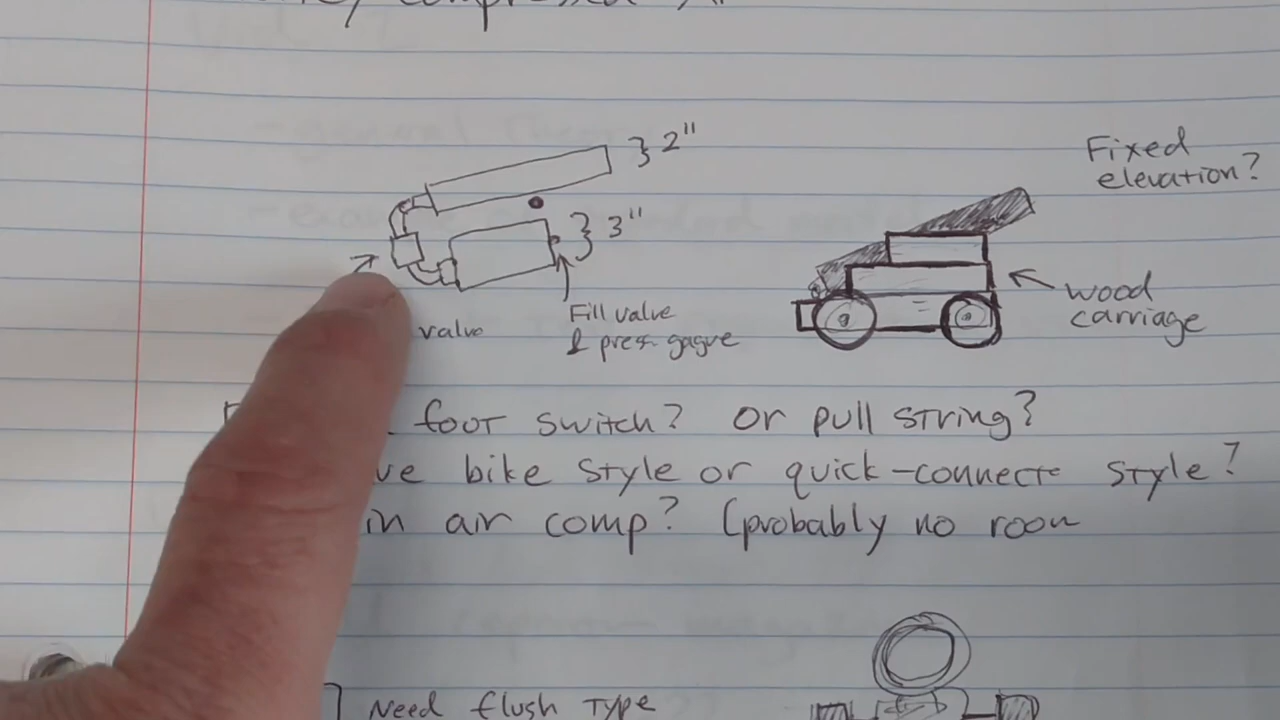 compressed
2"
Fixed
elevation?
3"
wood
carriage
Fill valve
& press gague
valve
foot switch? or pull string?
ve bike style or quick-connect style?
in air comp? (probably no room
Need flush type